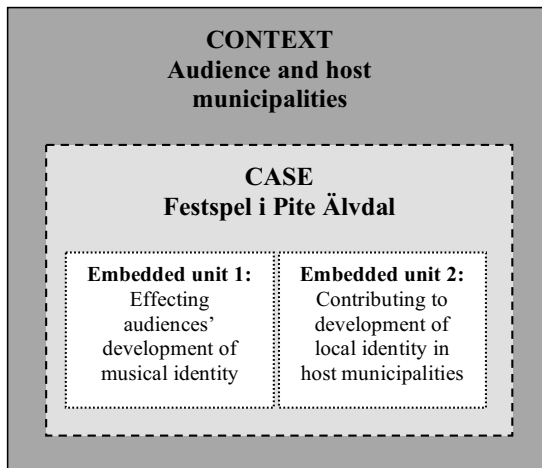 CONTEXT
Audience and host
municipalities
CASE
Festspel i Pite Älvdal
Embedded unit 1:
Effecting
audiences’
development of
musical identity
Embedded unit 2:
Contributing to
development of
local identity in
host municipalities